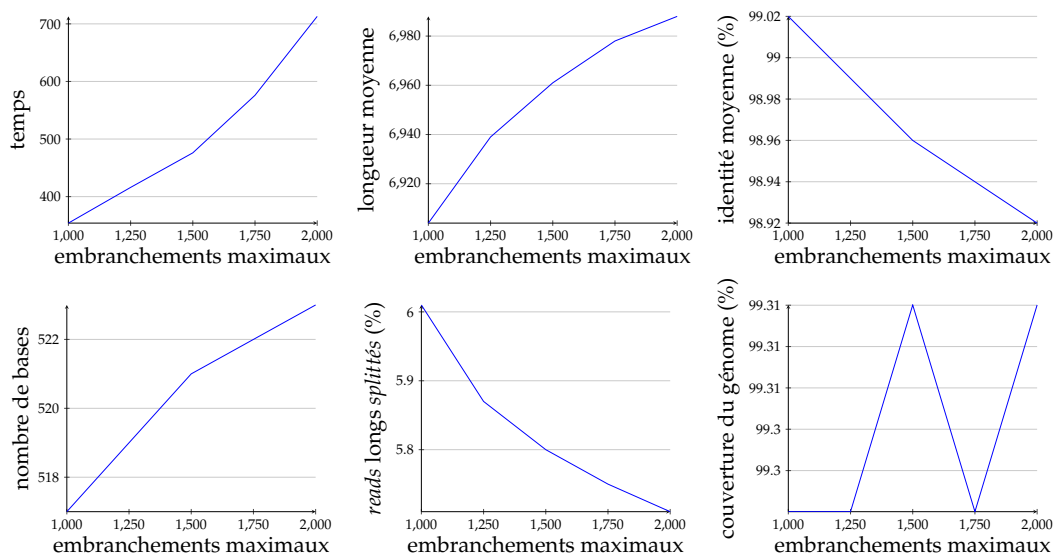 temps
700
600
500
400
1,000 1,250 1,500 1,750 2,000
embranchements maximaux
longueur moyenne
6,980
6,960
6,940
6,920
1,000 1,250 1,500 1,750 2,000
embranchements maximaux
identité moyenne (%)
99.02
99
98.98
98.96
98.94
98.92
1,000 1,250 1,500 1,750 2,000
embranchements maximaux
nombre de bases
522
520
518
1,000 1,250 1,500 1,750 2,000
embranchements maximaux
reads longs splittés (%)
6
5.9
5.8
1,000 1,250 1,500 1,750 2,000
embranchements maximaux
couverture du génome (%)
99.31
99.31
99.31
99.3
99.3
1,000 1,250 1,500 1,750 2,000
embranchements maximaux